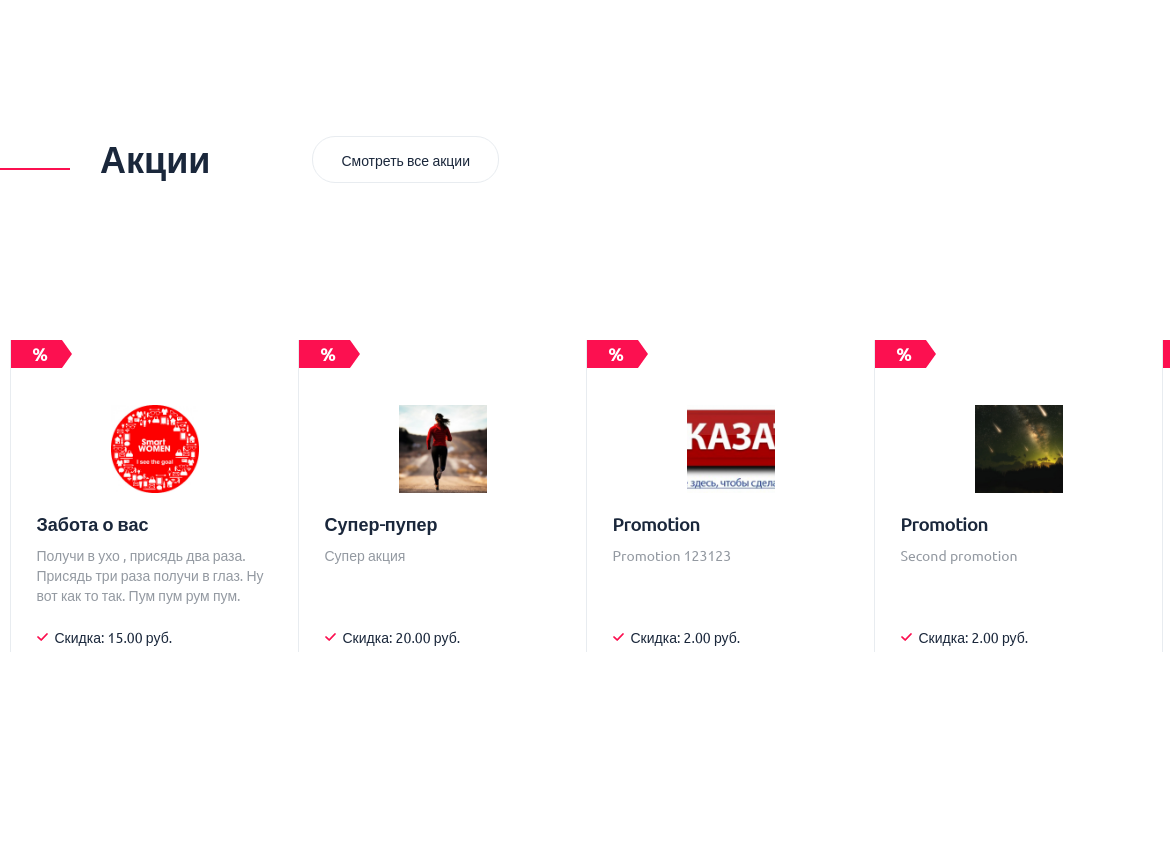 Акции
Смотреть все акции
%
%
%
%
Smart
WOMEN
I see the goal
КАЗА
здесь, чтобы сдела
Забота о вас
Получи в ухо , присядь два раза.
Присядь три раза получи в глаз. Ну
вот как то так. Пум пум рум пум.
Скидка: 15.00 руб.
Супер-пупер
Супер акция
Скидка: 20.00 руб.
Promotion
Promotion 123123
Скидка: 2.00 руб.
Promotion
Second promotion
Скидка: 2.00 руб.